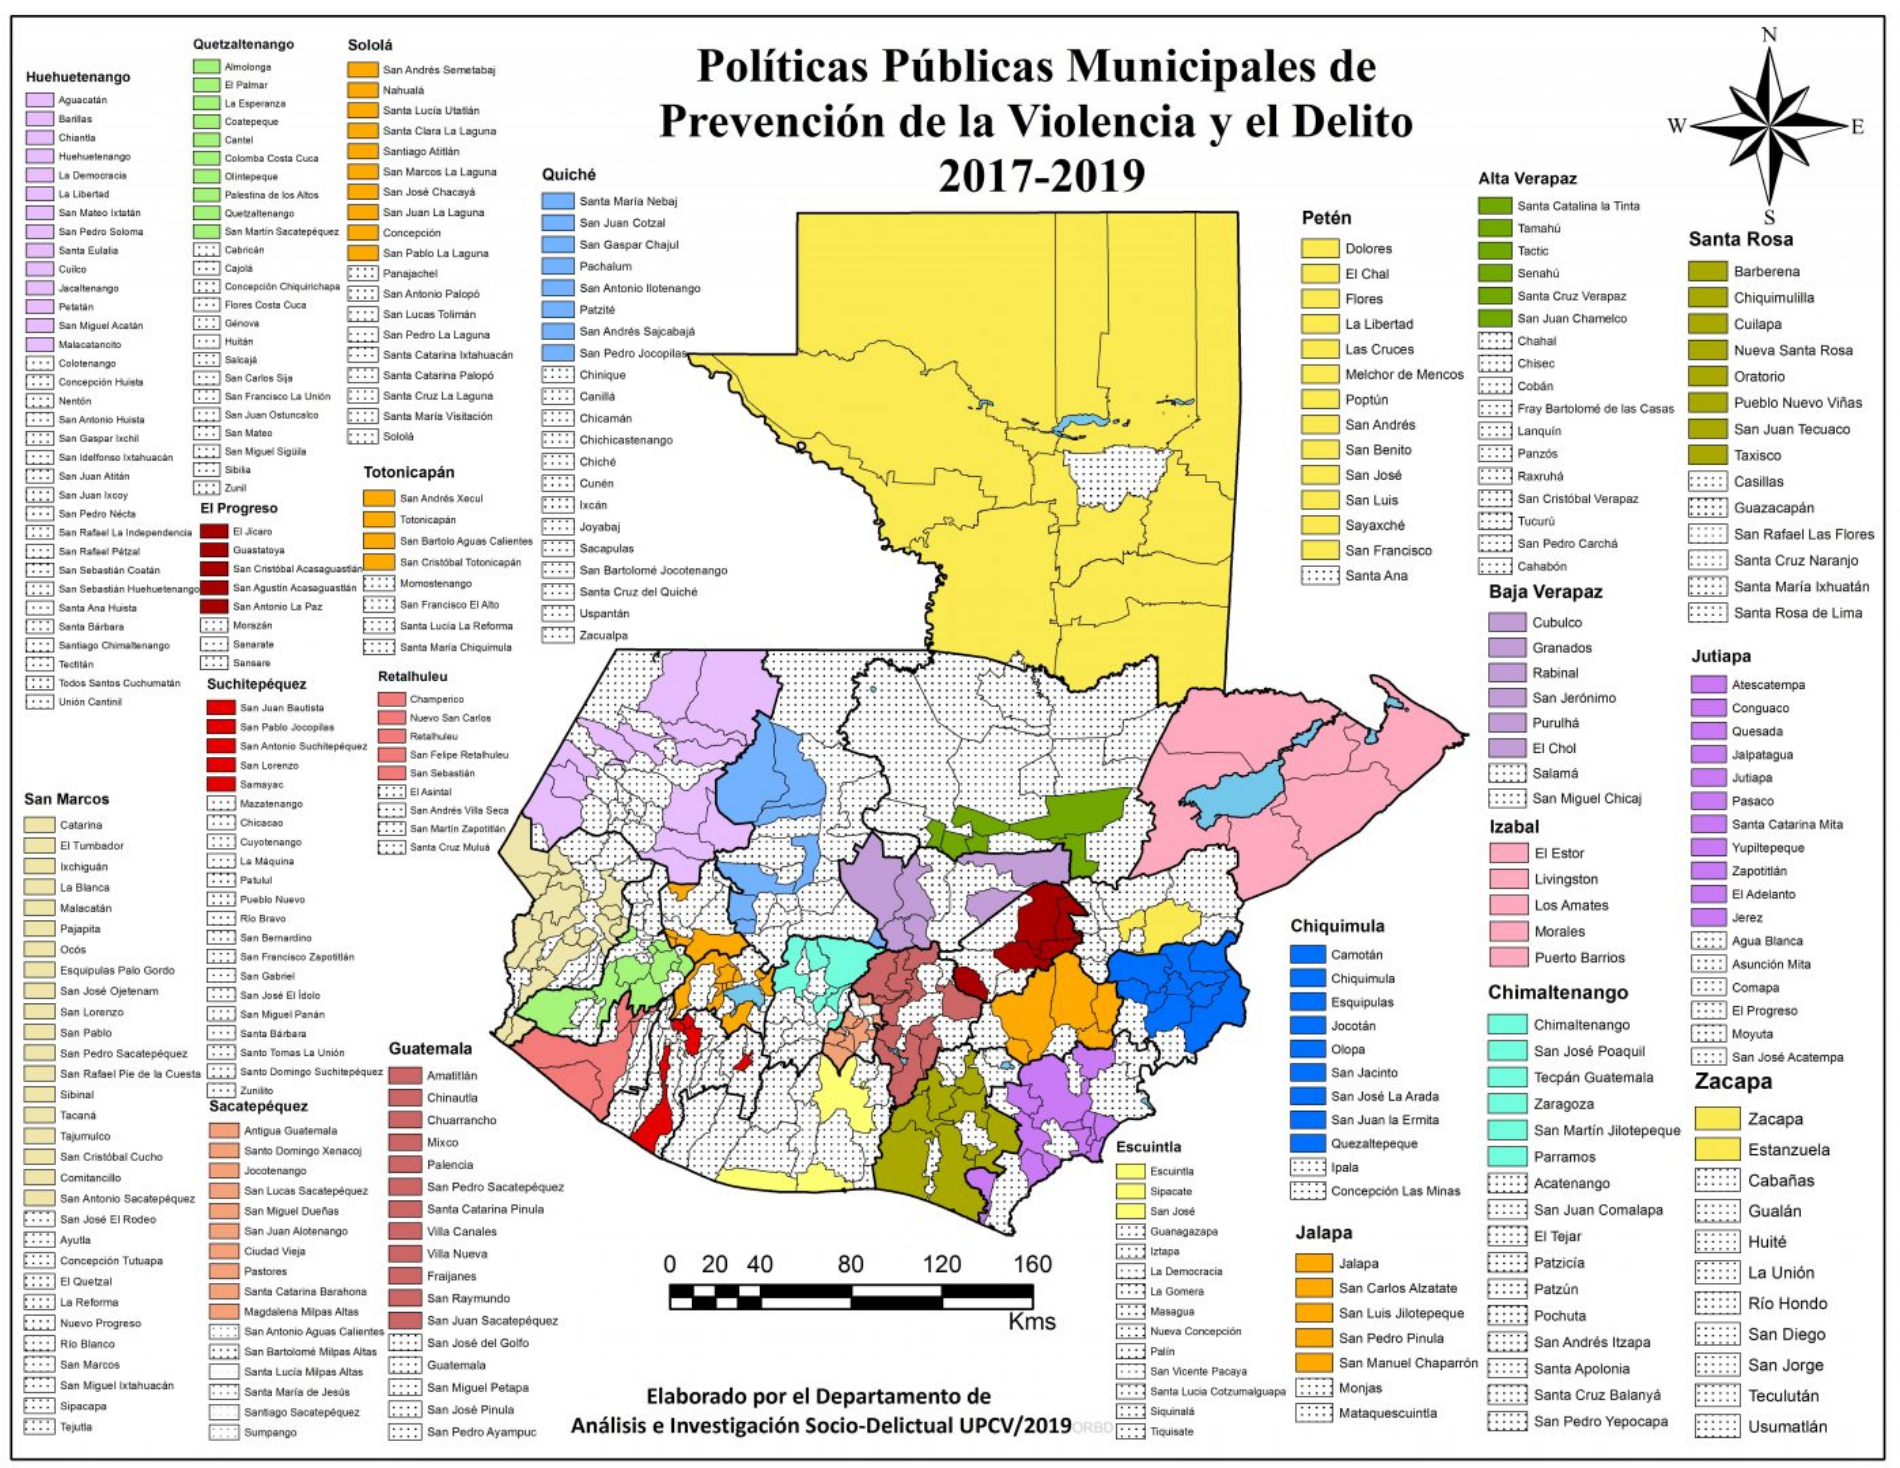 Políticas Públicas Municipales de
Prevención de la Violencia y el Delito
2017-2019
N
W
E
S
Huehuetenango
Aguacatán
Barillas
Chiantla
Huehuetenango
La Democracia
La Libertad
San Mateo Ixtatán
San Pedro Soloma
Santa Eulalia
Cuilco
Jacaltenango
Petatán
San Miguel Acatán
Malacatancito
Colotenango
Concepción Huista
Nentón
San Antonio Huista
San Gaspar Ixchil
San Idelfonso Ixtahuacán
San Juan Atitán
San Juan Ixcoy
San Pedro Nécta
San Rafael La Independencia
San Rafael Pétzal
San Sebastián Coatán
San Sebastián Huehuetenango
Santa Ana Huista
Santa Bárbara
Santiago Chimaltenango
Tectitán
Todos Santos Cuchumatán
Unión Cantinil
San Marcos
Catarina
El Tumbador
Ixchiguán
La Blanca
Malacatán
Pajapita
Ocós
Esquipulas Palo Gordo
San José Ojetenam
San Lorenzo
San Pablo
San Pedro Sacatepéquez
San Rafael Pie de la Cuesta
Sibinal
Tacaná
Tajumulco
San Cristóbal Cucho
Comitancillo
San Antonio Sacatepéquez
San José El Rodeo
Ayutla
Concepción Tutuapa
El Quetzal
La Reforma
Nuevo Progreso
Río Blanco
San Marcos
San Miguel Ixtahuacán
Sipacapa
Tejutla
Quetzaltenango
Almolonga
El Palmar
La Esperanza
Coatepeque
Cantel
Colomba Costa Cuca
Olintepeque
Palestina de los Altos
Quetzaltenango
San Martín Sacatepéquez
Cabricán
Cajolá
Concepción Chiquirichapa
Flores Costa Cuca
Génova
Huitán
Salcajá
San Carlos Sija
San Francisco La Unión
San Juan Ostuncalco
San Mateo
San Miguel Sigüila
Sibilia
Zunil
El Progreso
El Jícaro
Guastatoya
San Cristóbal Acasaguastlán
San Agustín Acasaguastlán
San Antonio La Paz
Morazán
Sanarate
Sansare
Suchitepéquez
San Juan Bautista
San Pablo Jocopilas
San Antonio Suchitepéquez
San Lorenzo
Samayac
Mazatenango
Chicacao
Cuyotenango
La Máquina
Patulul
Pueblo Nuevo
Río Bravo
San Bernardino
San Francisco Zapotitlán
San Gabriel
San José El Ídolo
San Miguel Panán
Santa Bárbara
Santo Tomas La Unión
Santo Domingo Suchitepéquez
Zunilito
Sacatepéquez
Antigua Guatemala
Santo Domingo Xenacoj
Jocotenango
San Lucas Sacatepéquez
San Miguel Dueñas
San Juan Alotenango
Ciudad Vieja
Pastores
Santa Catarina Barahona
Magdalena Milpas Altas
San Antonio Aguas Calientes
San Bartolomé Milpas Altas
Santa Lucía Milpas Altas
Santa María de Jesús
Santiago Sacatepéquez
Sumpango
Sololá
San Andrés Semetabaj
Nahualá
Santa Lucía Utatlán
Santa Clara La Laguna
Santiago Atitlán
San Marcos La Laguna
San José Chacayá
San Juan La Laguna
Concepción
San Pablo La Laguna
Panajachel
San Antonio Palopó
San Lucas Tolimán
San Pedro La Laguna
Santa Catarina Ixtahuacán
Santa Catarina Palopó
Santa Cruz La Laguna
Santa María Visitación
Sololá
Totonicapán
San Andrés Xecul
Totonicapán
San Bartolo Aguas Calientes
San Cristóbal Totonicapán
Momostenango
San Francisco El Alto
Santa Lucía La Reforma
Santa María Chiquimula
Retalhuleu
Champerico
Nuevo San Carlos
Retalhuleu
San Felipe Retalhuleu
San Sebastián
El Asintal
San Andrés Villa Seca
San Martín Zapotitlán
Santa Cruz Muluá
Guatemala
Amatitlán
Chinautla
Chuarrancho
Mixco
Palencia
San Pedro Sacatepéquez
Santa Catarina Pinula
Villa Canales
Villa Nueva
Fraijanes
San Raymundo
San Juan Sacatepéquez
San José del Golfo
Guatemala
San Miguel Petapa
San José Pinula
San Pedro Ayampuc
Quiché
Santa María Nebaj
San Juan Cotzal
San Gaspar Chajul
Pachalum
San Antonio Ilotenango
Patzité
San Andrés Sajcabajá
San Pedro Jocopilas
Chinique
Canillá
Chicamán
Chichicastenango
Chiché
Cunén
Ixcán
Joyabaj
Sacapulas
San Bartolomé Jocotenango
Santa Cruz del Quiché
Uspantán
Zacualpa
Petén
Dolores
El Chal
Flores
La Libertad
Las Cruces
Melchor de Mencos
Poptún
San Andrés
San Benito
San José
San Luis
Sayaxché
San Francisco
Santa Ana
Alta Verapaz
Santa Catalina la Tinta
Tamahú
Tactic
Senahú
Santa Cruz Verapaz
San Juan Chamelco
Chahal
Chisec
Cobán
Fray Bartolomé de las Casas
Lanquín
Panzós
Raxruhá
San Cristóbal Verapaz
Tucurú
San Pedro Carchá
Cahabón
Baja Verapaz
Cubulco
Granados
Rabinal
San Jerónimo
Purulhá
El Chol
Salamá
San Miguel Chicaj
Izabal
El Estor
Livingston
Los Amates
Morales
Puerto Barrios
Chimaltenango
Chimaltenango
San José Poaquil
Tecpán Guatemala
Zaragoza
San Martín Jilotepeque
Parramos
Acatenango
San Juan Comalapa
El Tejar
Patzicía
Patzún
Pochuta
San Andrés Itzapa
Santa Apolonia
Santa Cruz Balanyá
San Pedro Yepocapa
Santa Rosa
Barberena
Chiquimulilla
Cuilapa
Nueva Santa Rosa
Oratorio
Pueblo Nuevo Viñas
San Juan Tecuaco
Taxisco
Casillas
Guazacapán
San Rafael Las Flores
Santa Cruz Naranjo
Santa María Ixhuatán
Santa Rosa de Lima
Jutiapa
Atescatempa
Conguaco
Quesada
Jalpatagua
Jutiapa
Pasaco
Santa Catarina Mita
Yupiltepeque
Zapotitlán
El Adelanto
Jerez
Agua Blanca
Asunción Mita
Comapa
El Progreso
Moyuta
San José Acatempa
Zacapa
Zacapa
Estanzuela
Cabañas
Gualán
Huité
La Unión
Río Hondo
San Diego
San Jorge
Teculután
Usumatlán
Chiquimula
Camotán
Chiquimula
Esquipulas
Jocotán
Olopa
San Jacinto
San José La Arada
San Juan la Ermita
Quezaltepeque
Ipala
Concepción Las Minas
Jalapa
Jalapa
San Carlos Alzatate
San Luis Jilotepeque
San Pedro Pinula
San Manuel Chaparrón
Monjas
Mataquescuintla
Escuintla
Escuintla
Sipacate
San José
Guanagazapa
Iztapa
La Democracia
La Gomera
Masagua
Nueva Concepción
Palín
San Vicente Pacaya
Santa Lucia Cotzumalguapa
Siquinalá
Tiquisate
0 20 40 80 120 160
Kms
Elaborado por el Departamento de
Análisis e Investigación Socio-Delictual UPCV/2019 ORBD